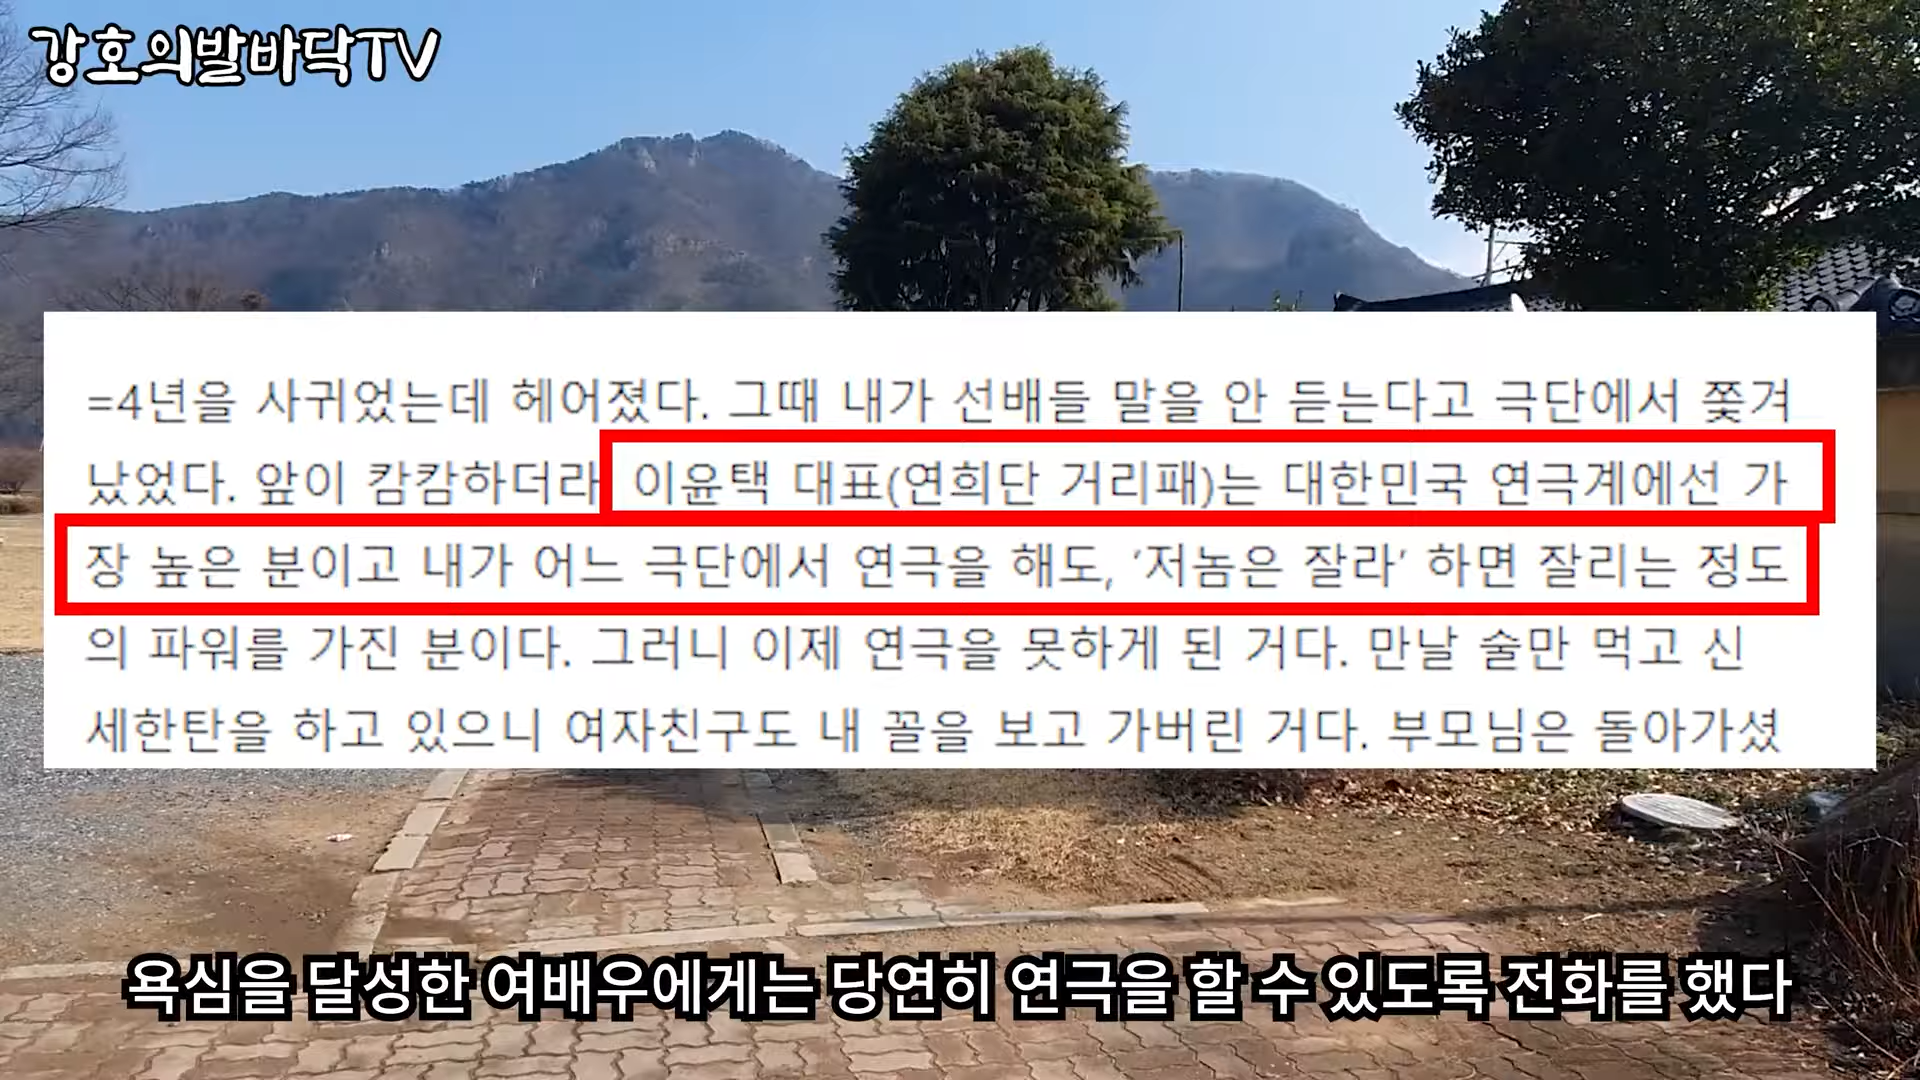 강호의발바닥TV
=4년을 사귀었는데 헤어졌다. 그때 내가 선배들 말을 안 듣는다고 극단에서 쫓겨
났었다. 앞이 캄캄하더라 이윤택 대표(연희단 거리패)는 대한민국 연극계에선 가
장 높은 분이고 내가 어느 극단에서 연극을 해도, ‘저놈은 잘라’ 하면 잘리는 정도
의 파워를 가진 분이다. 그러니 이제 연극을 못하게 된 거다. 만날 술만 먹고 신
세한탄을 하고 있으니 여자친구도 내 꼴을 보고 가버린 거다. 부모님은 돌아가셨
욕심을 달성한 여배우에게는 당연히 연극을 할 수 있도록 전화를 했다